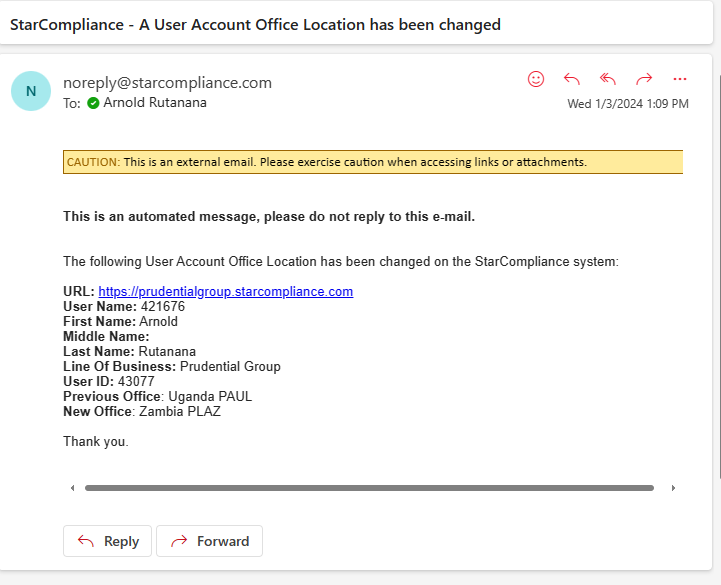 StarCompliance - A User Account Office Location has been changed
N
noreply@starcompliance.com
To: Arnold Rutanana
Wed 1/3/2024 1:09 PM
CAUTION: This is an external email. Please exercise caution when accessing links or attachments.
This is an automated message, please do not reply to this e-mail.
The following User Account Office Location has been changed on the StarCompliance system:
URL: https://prudentialgroup.starcompliance.com
User Name: 421676
First Name: Arnold
Middle Name:
Last Name: Rutanana
Line Of Business: Prudential Group
User ID: 43077
Previous Office: Uganda PAUL
New Office: Zambia PLAZ
Thank you.
Reply Forward